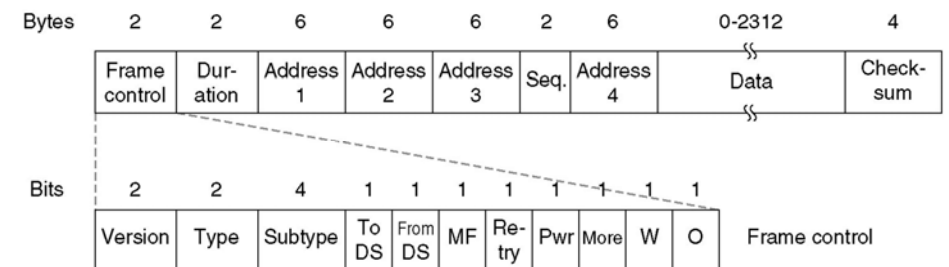 Bytes 2 2 6 6 6 2 6 0-2312 4
Frame control Dur-ation Address 1 Address 2 Address 3 Seq. Address 4 Data Check-sum
Bits 2 2 4 1 1 1 1 1 1 1 1
Version Type Subtype To DS From DS MF Re-try Pwr More W O Frame control